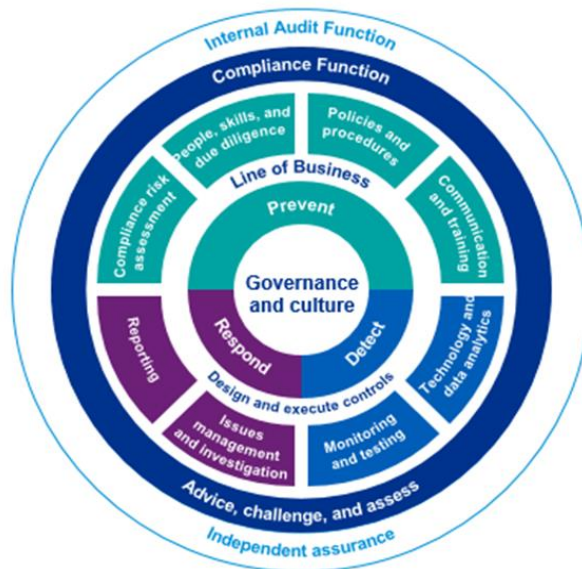 Internal Audit Function
Compliance Function
People, skills, and
due diligence
Policies and
procedures
Line of Business
Compliance risk
assessment
Communication
and training
Prevent
Governance
and culture
Reporting
Respond
Detect
Technology and
data analytics
Design and execute controls
Issues
management
and investigation
Monitoring
and testing
Advice, challenge, and assess
Independent assurance